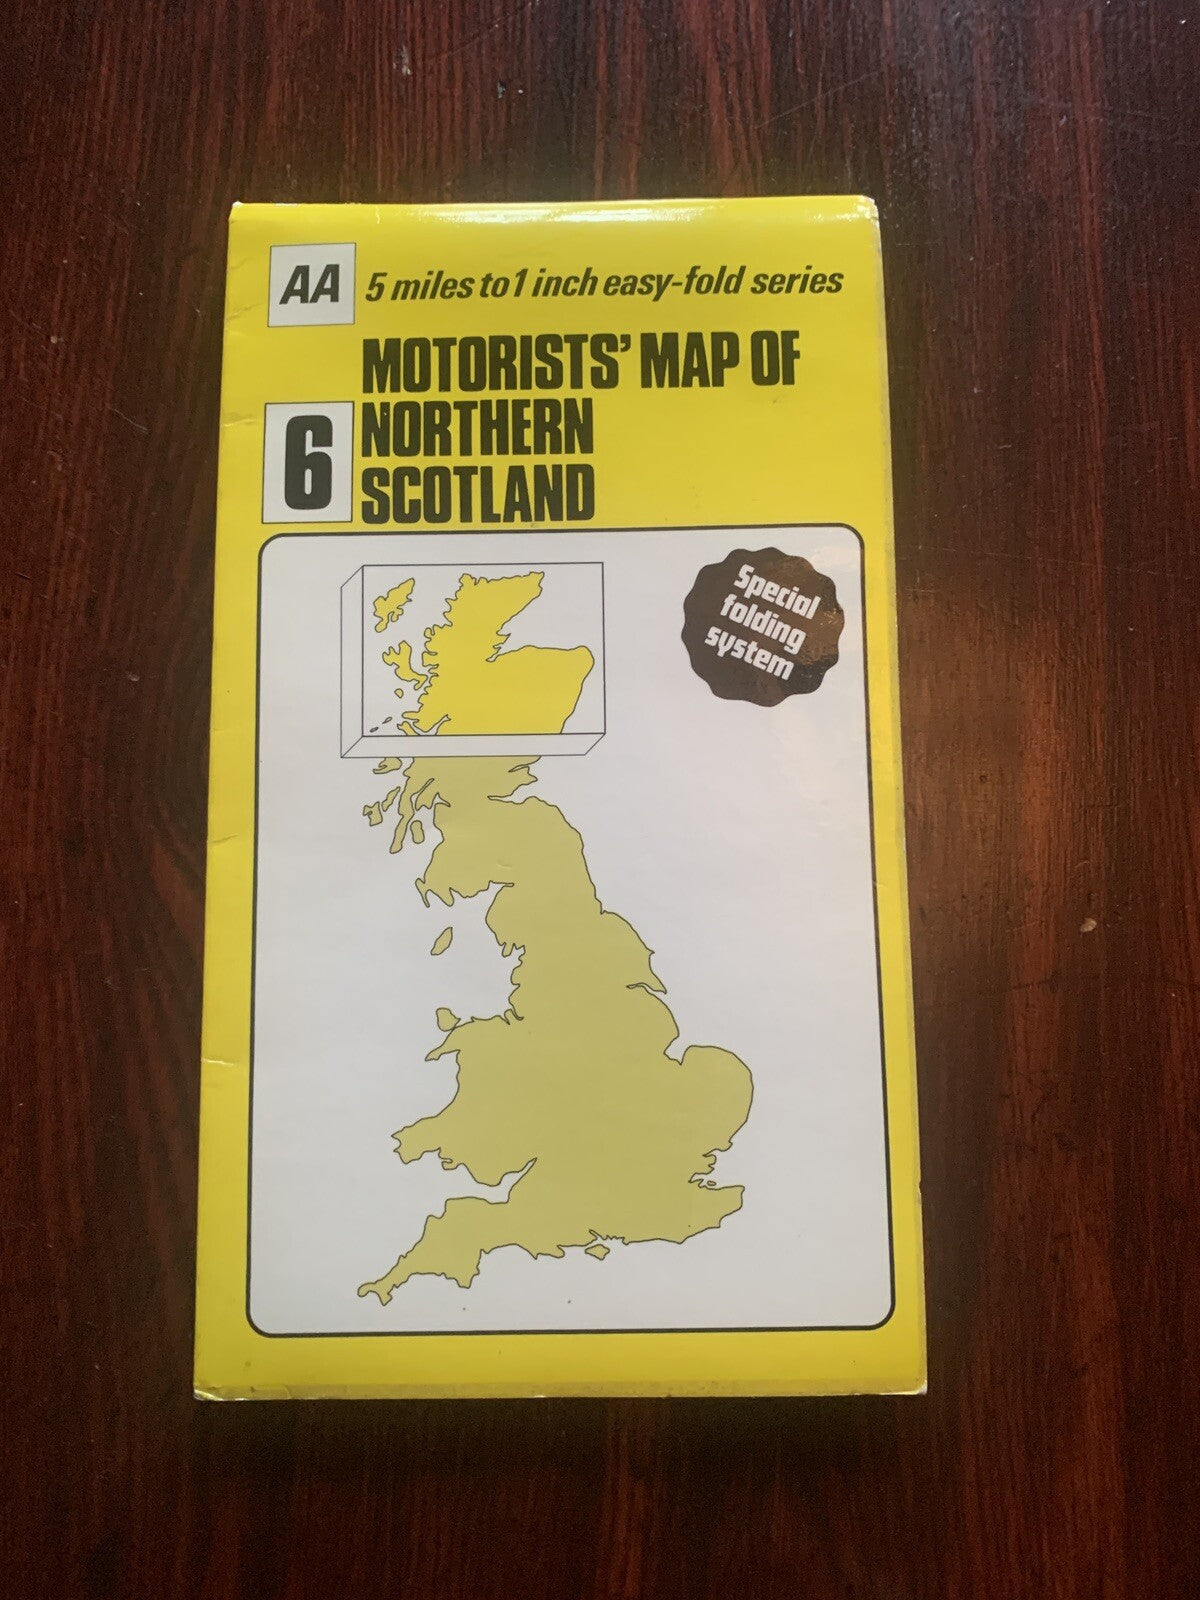 AA
5 miles to 1 inch easy-fold series
MOTORISTS' MAP OF
6
NORTHERN
SCOTLAND
Special
folding
system